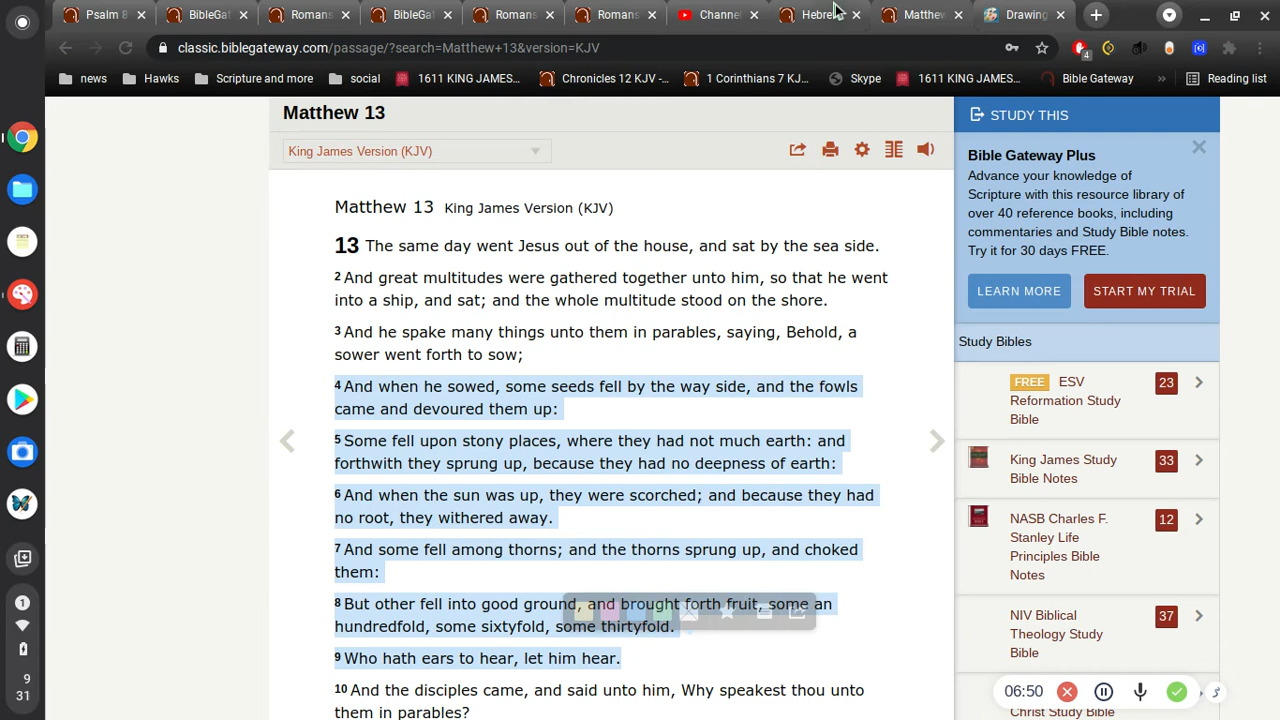 Psalm 8
BibleGat
Romans
BibleGat
Romans
Romans
Channel
Hebre
Matthew
Drawing
classic.biblegateway.com/passage/?search=Matthew+13&version=KJV
4
news
Hawks
Scripture and more
social
1611 KING JAMES...
Chronicles 12 KJV -...
1 Corinthians 7 KJ...
Skype
1611 KING JAMES...
Bible Gateway
»
Reading list
Matthew 13
King James Version (KJV)
Matthew 13 King James Version (KJV)
13 The same day went Jesus out of the house, and sat by the sea side.
2 And great multitudes were gathered together unto him, so that he went
into a ship, and sat; and the whole multitude stood on the shore.
3 And he spake many things unto them in parables, saying, Behold, a
sower went forth to sow;
4 And when he sowed, some seeds fell by the way side, and the fowls
came and devoured them up:
5 Some fell upon stony places, where they had not much earth: and
forthwith they sprung up, because they had no deepness of earth:
6 And when the sun was up, they were scorched; and because they had
no root, they withered away.
7 And some fell among thorns; and the thorns sprung up, and choked
them:
8 But other fell into good ground, and brought forth fruit, some an
hundredfold, some sixtyfold, some thirtyfold.
9 Who hath ears to hear, let him hear.
10 And the disciples came, and said unto him, Why speakest thou unto
them in parables?
STUDY THIS
Bible Gateway Plus
Advance your knowledge of
Scripture with this resource library of
over 40 reference books, including
commentaries and Study Bible notes.
Try it for 30 days FREE.
LEARN MORE
START MY TRIAL
Study Bibles
FREE ESV
Reformation Study
Bible
23
King James Study
Bible Notes
33
NASB Charles F.
Stanley Life
Principles Bible
Notes
12
NIV Biblical
Theology Study
Bible
37
Christ Study Bible
06:50
1
9
31